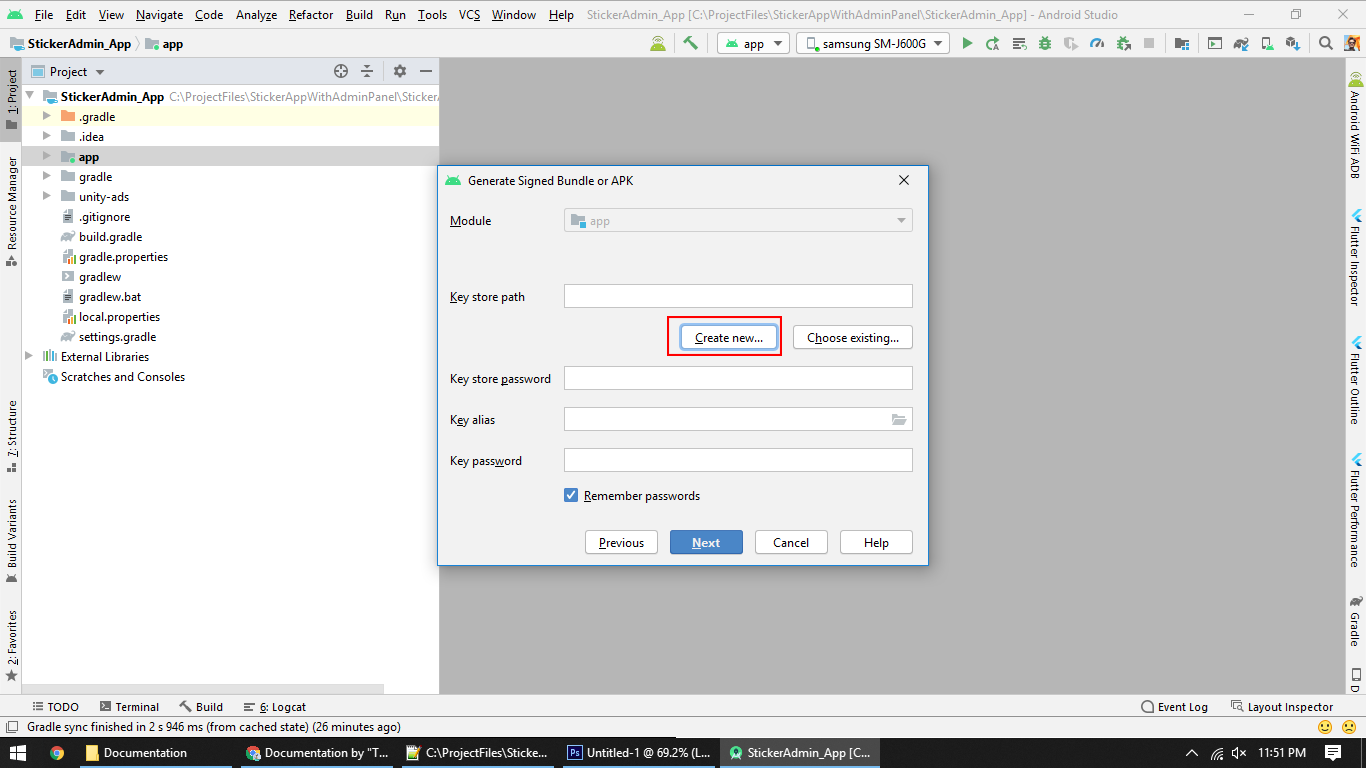 File Edit View Navigate Code Analyze Refactor Build Run Tools VCS Window Help StickerAdmin_App [C:\ProjectFiles\StickerAppWithAdminPanel\StickerAdmin_App] - Android Studio
StickerAdmin_App app
app
samsung SM-J600G
1: Project
Resource Manager
7: Structure
Build Variants
2: Favorites
Project
StickerAdmin_App C:\ProjectFiles\StickerAppWithAdminPanel\Sticker
.gradle
.idea
app
gradle
unity-ads
.gitignore
build.gradle
gradle.properties
gradlew
gradlew.bat
local.properties
settings.gradle
External Libraries
Scratches and Consoles
Generate Signed Bundle or APK
Module
app
Key store path
Create new...
Choose existing...
Key store password
Key alias
Key password
Remember passwords
Previous
Next
Cancel
Help
Android WiFi ADB
Flutter Inspector
Flutter Outline
Flutter Performance
Gradle
D
TODO Terminal Build 6: Logcat Event Log Layout Inspector
Gradle sync finished in 2 s 946 ms (from cached state) (26 minutes ago)
Documentation
Documentation by "T...
C:\ProjectFiles\Sticke...
Ps Untitled-1 @ 69.2% (L...
StickerAdmin_App [C...
11:51 PM